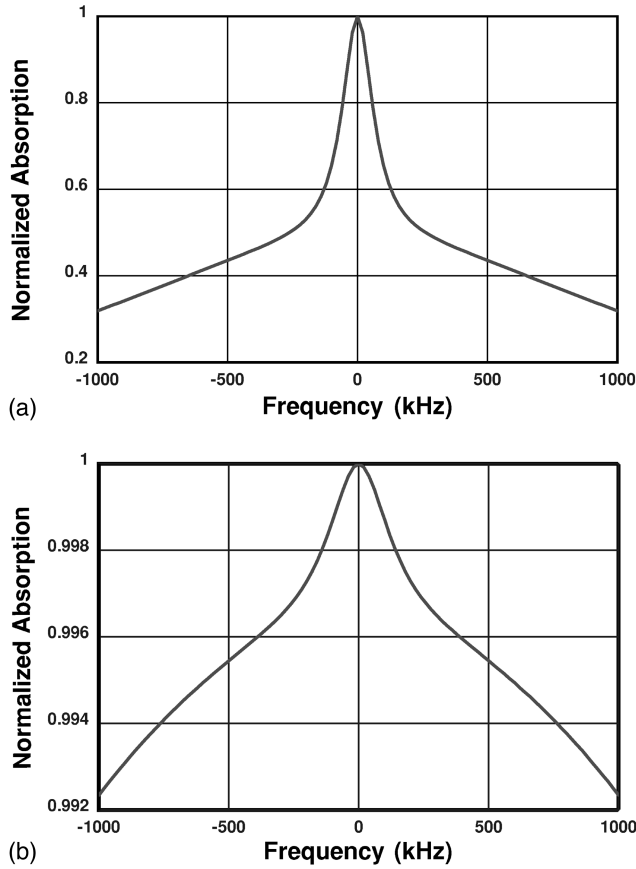 1
0.8
0.6
0.4
0.2
Normalized Absorption
-1000 -500 0 500 1000
Frequency (kHz)
(a)
1
0.998
0.996
0.994
0.992
Normalized Absorption
-1000 -500 0 500 1000
Frequency (kHz)
(b)